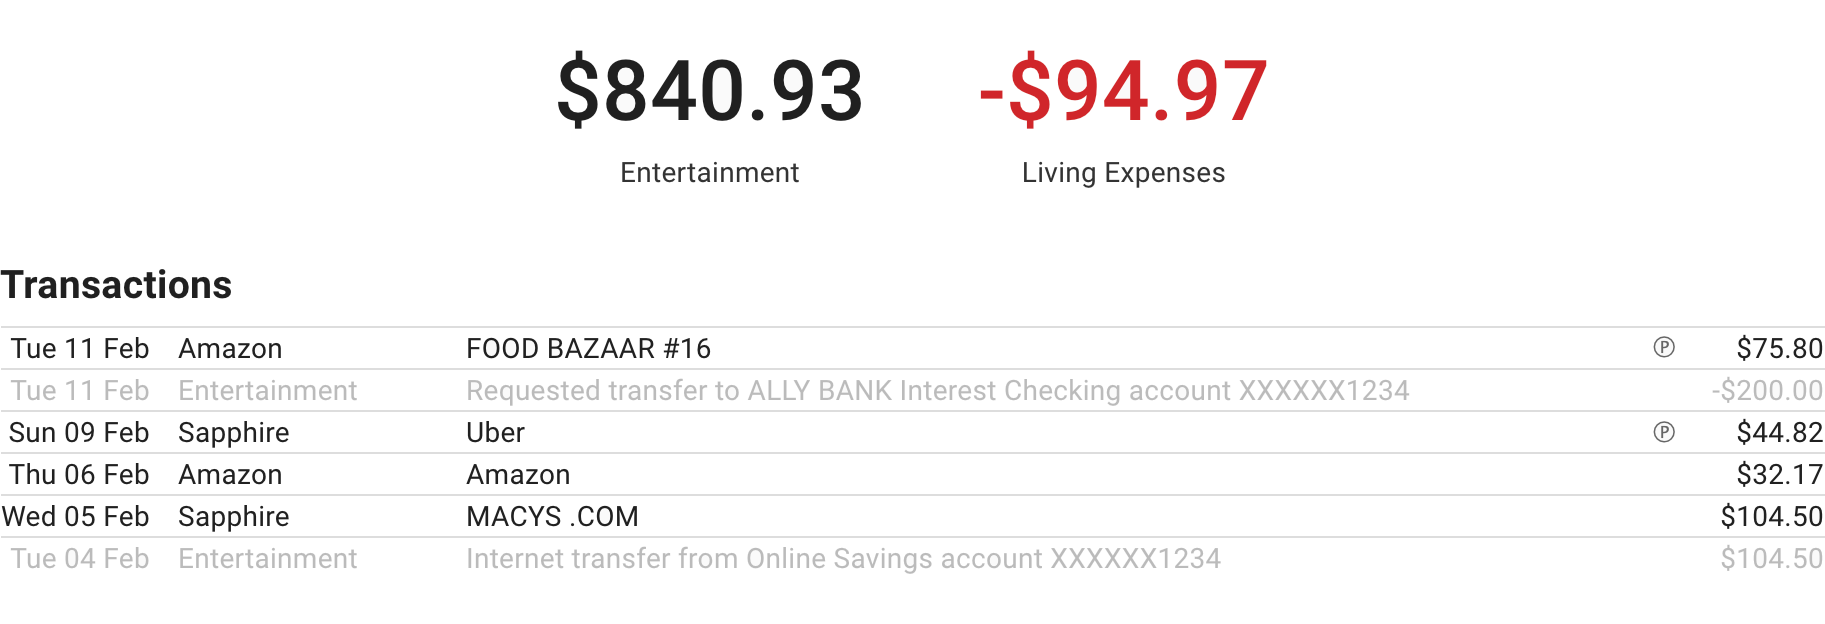 $840.93 -$94.97
Entertainment Living Expenses
Transactions
Tue 11 Feb Amazon FOOD BAZAAR #16 Ⓟ $75.80
Tue 11 Feb Entertainment Requested transfer to ALLY BANK Interest Checking account XXXXXX1234 -$200.00
Sun 09 Feb Sapphire Uber Ⓟ $44.82
Thu 06 Feb Amazon Amazon $32.17
Wed 05 Feb Sapphire MACYS .COM $104.50
Tue 04 Feb Entertainment Internet transfer from Online Savings account XXXXXX1234 $104.50